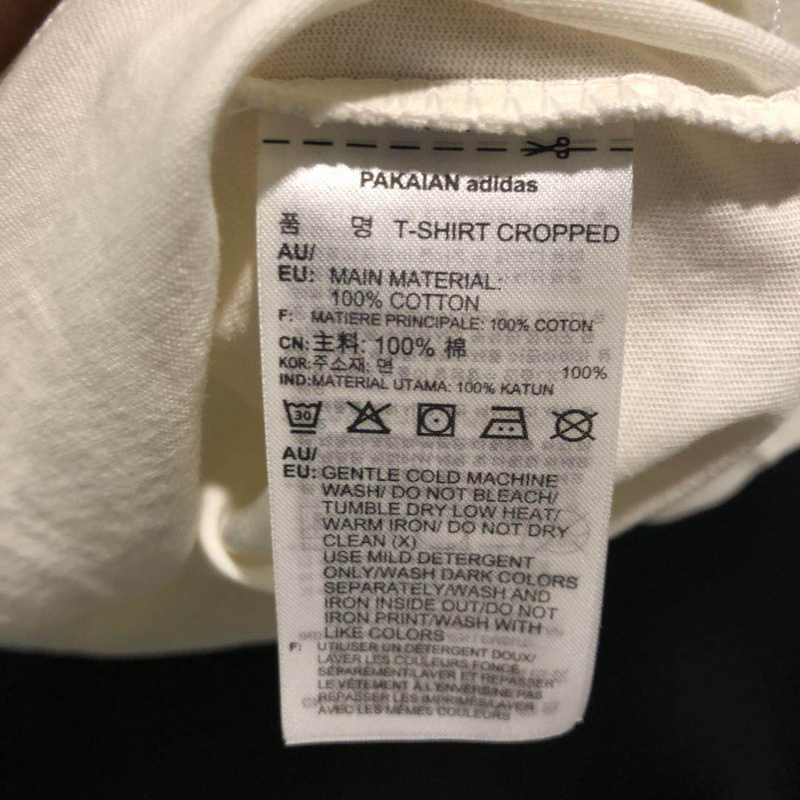 PAKAIAN adidas
품 명 T-SHIRT CROPPED
AU/
EU: MAIN MATERIAL:
100% COTTON
F: MATIERE PRINCIPALE: 100% COTON
CN: 主料: 100% 棉
KOR: 주소재: 면 100%
IND: MATERIAL UTAMA: 100% KATUN
30
AU/
EU: GENTLE COLD MACHINE
WASH/ DO NOT BLEACH/
TUMBLE DRY LOW HEAT/
WARM IRON/ DO NOT DRY
CLEAN (X)
USE MILD DETERGENT
ONLY/WASH DARK COLORS
SEPARATELY/WASH AND
IRON INSIDE OUT/DO NOT
IRON PRINT/WASH WITH
LIKE COLORS
F: UTILISER UN DÉTERGENT DOUX/
LAVER LES COULEURS FONCÉ
SÉPARÉMENT/LAVER ET REPASSER
LE VÊTEMENT À L'ENVERS/NE PAS
REPASSER LES IMPRIMÉS/LAVER
AVEC LES MÊMES COULEURS